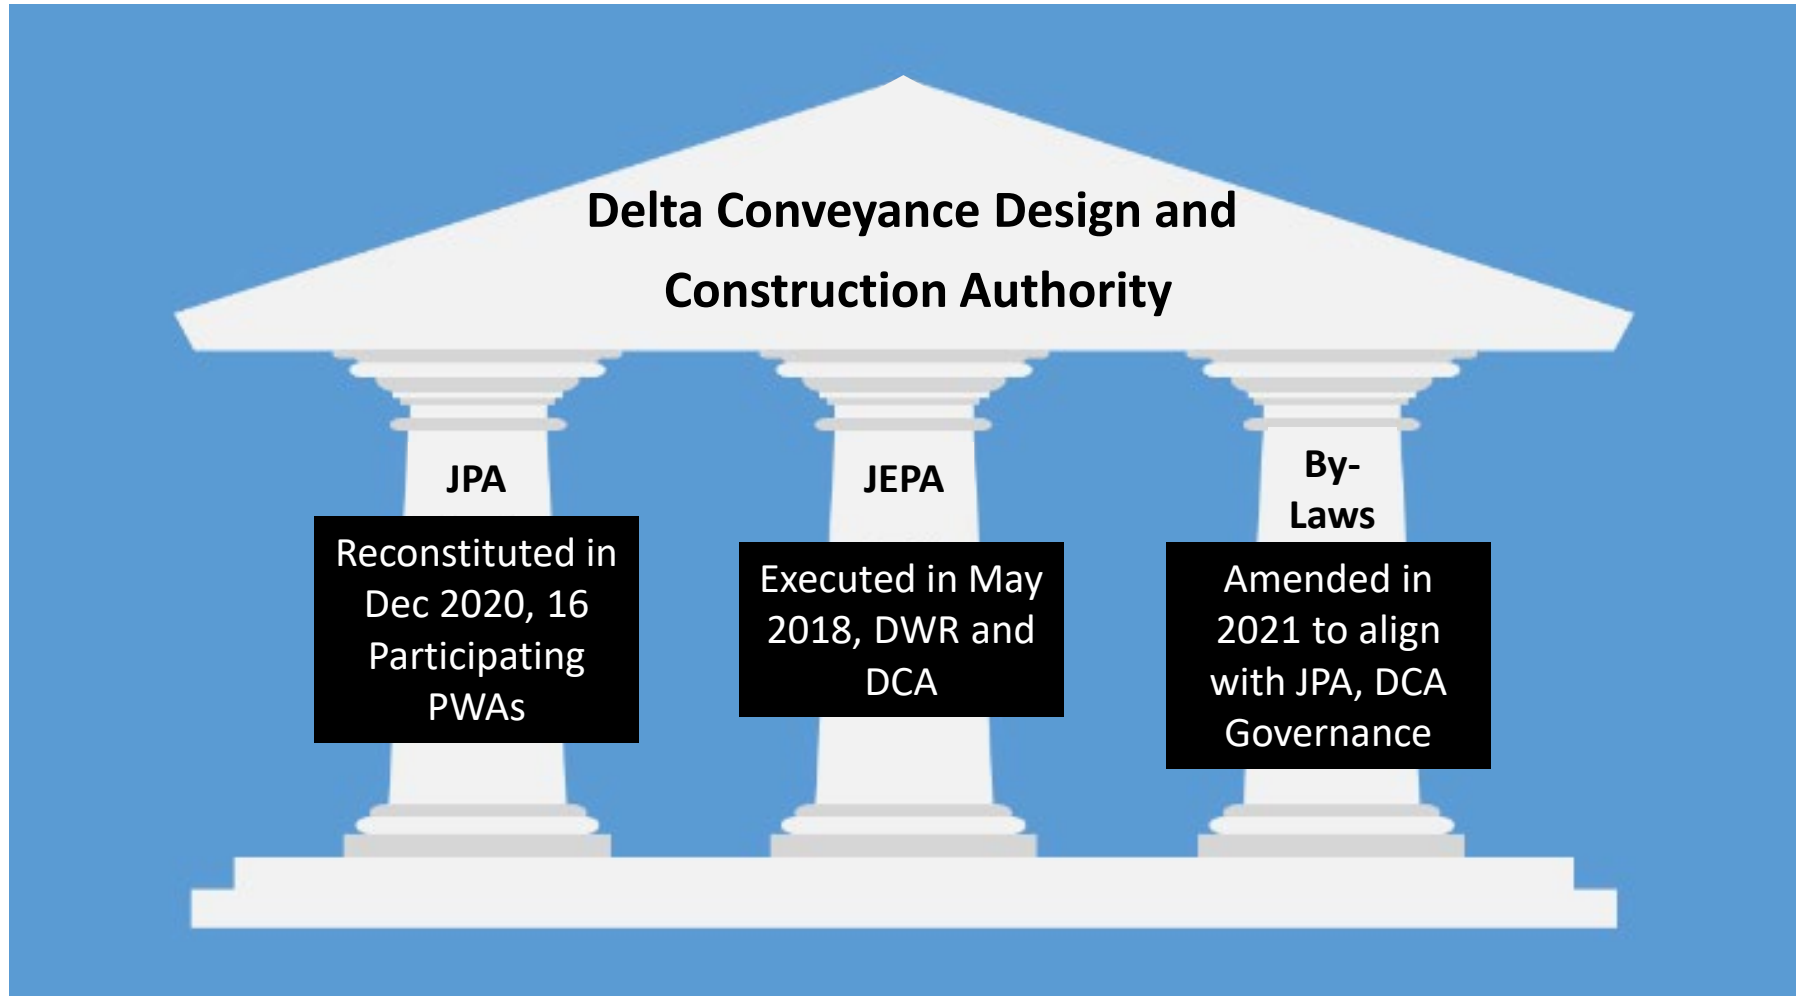 Delta Conveyance Design and
Construction Authority
JPA
Reconstituted in
Dec 2020, 16
Participating
PWAs
JEPA
Executed in May
2018, DWR and
DCA
By-
Laws
Amended in
2021 to align
with JPA, DCA
Governance